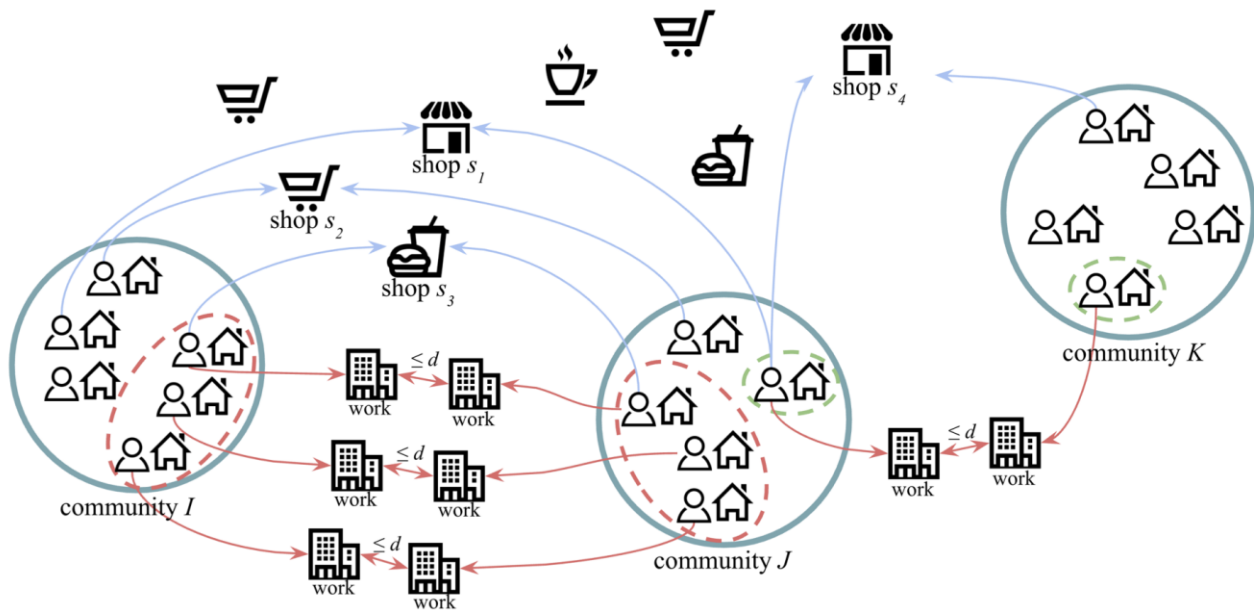 shop s4
shop s1
shop s2
shop s3
community K
≤ d
work
work
≤ d
work
work
≤ d
work
work
community I
≤ d
work
work
community J